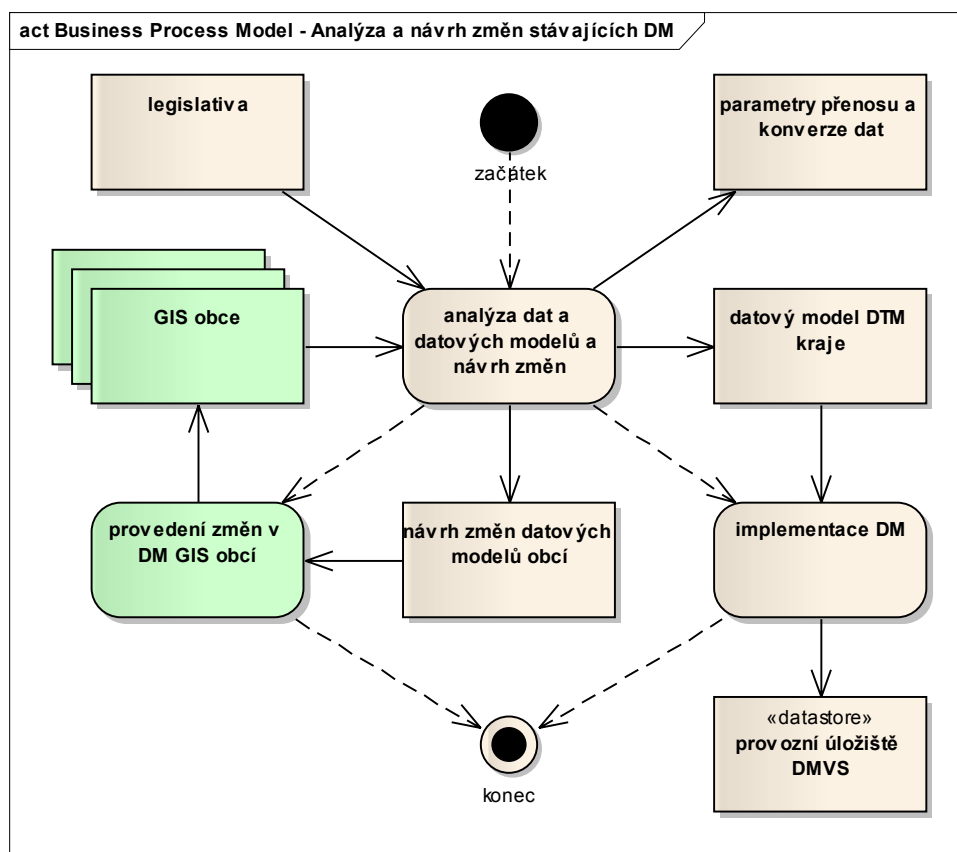 act Business Process Model - Analýza a návrh změn stávajících DM
legislativa
začátek
parametry přenosu a
konverze dat
GIS obce
analýza dat a
datových modelů a
návrh změn
datový model DTM
kraje
provedení změn v
DM GIS obcí
návrh změn datových
modelů obcí
implementace DM
konec
«datastore»
provozní úložiště
DMVS